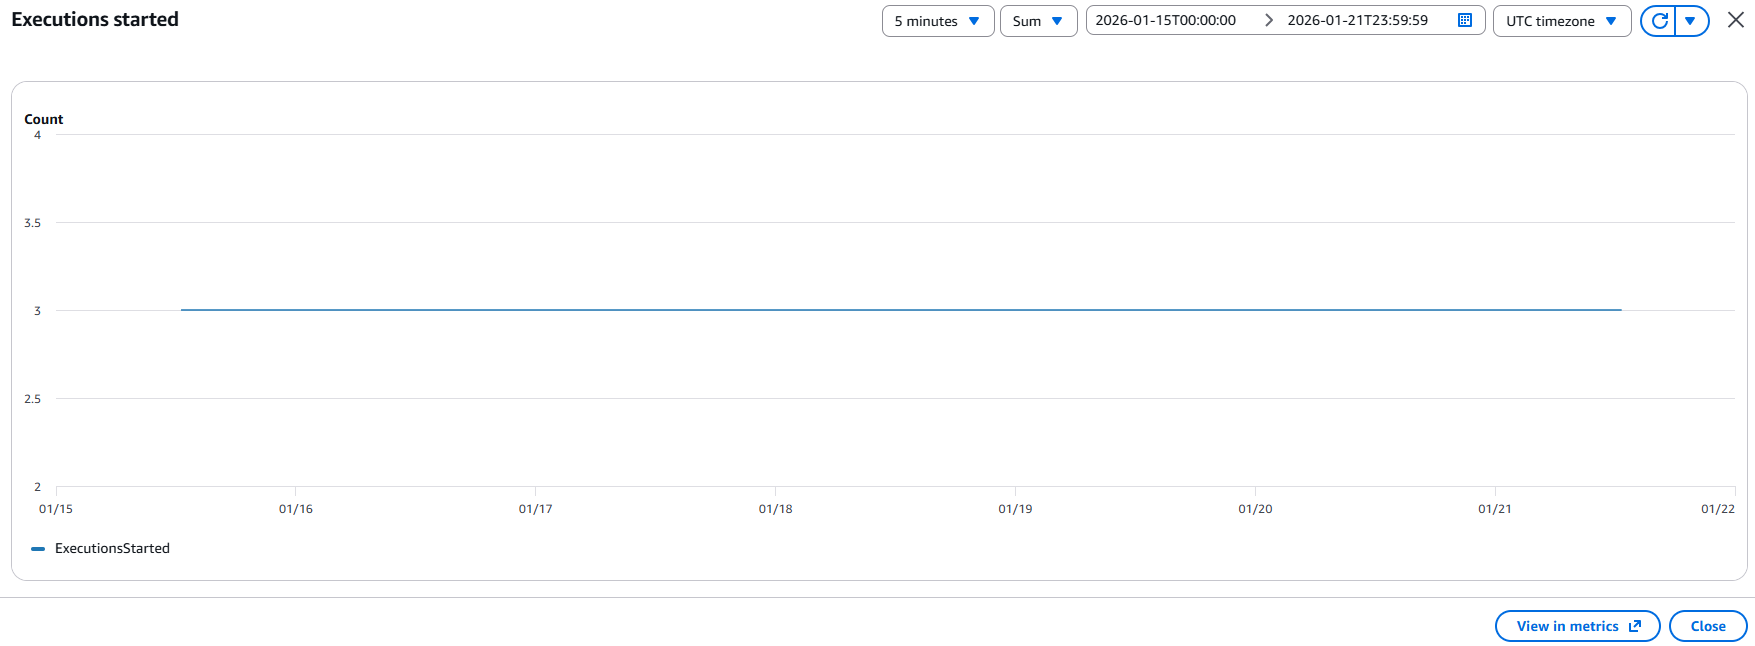 Executions started
5 minutes
Sum
2026-01-15T00:00:00
2026-01-21T23:59:59
UTC timezone
Count
4
3.5
3
2.5
2
01/15 01/16 01/17 01/18 01/19 01/20 01/21 01/22
ExecutionsStarted
View in metrics
Close